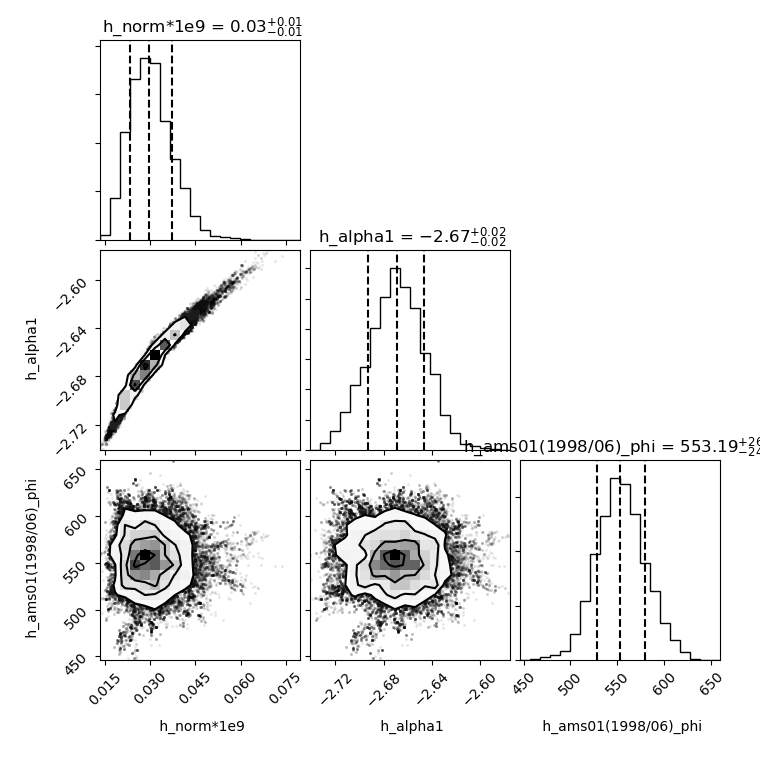 h_norm*1e9 = 0.03+0.01−0.01
h_alpha1 = −2.67+0.02−0.02
−2.60
−2.64
−2.68
−2.72
h_alpha1
h_ams01(1998/06)_phi = 553.19+26−24
650
600
550
500
450
h_ams01(1998/06)_phi
0.015 0.030 0.045 0.060 0.075
−2.72 −2.68 −2.64 −2.60
450 500 550 600 650
h_norm*1e9
h_alpha1
h_ams01(1998/06)_phi